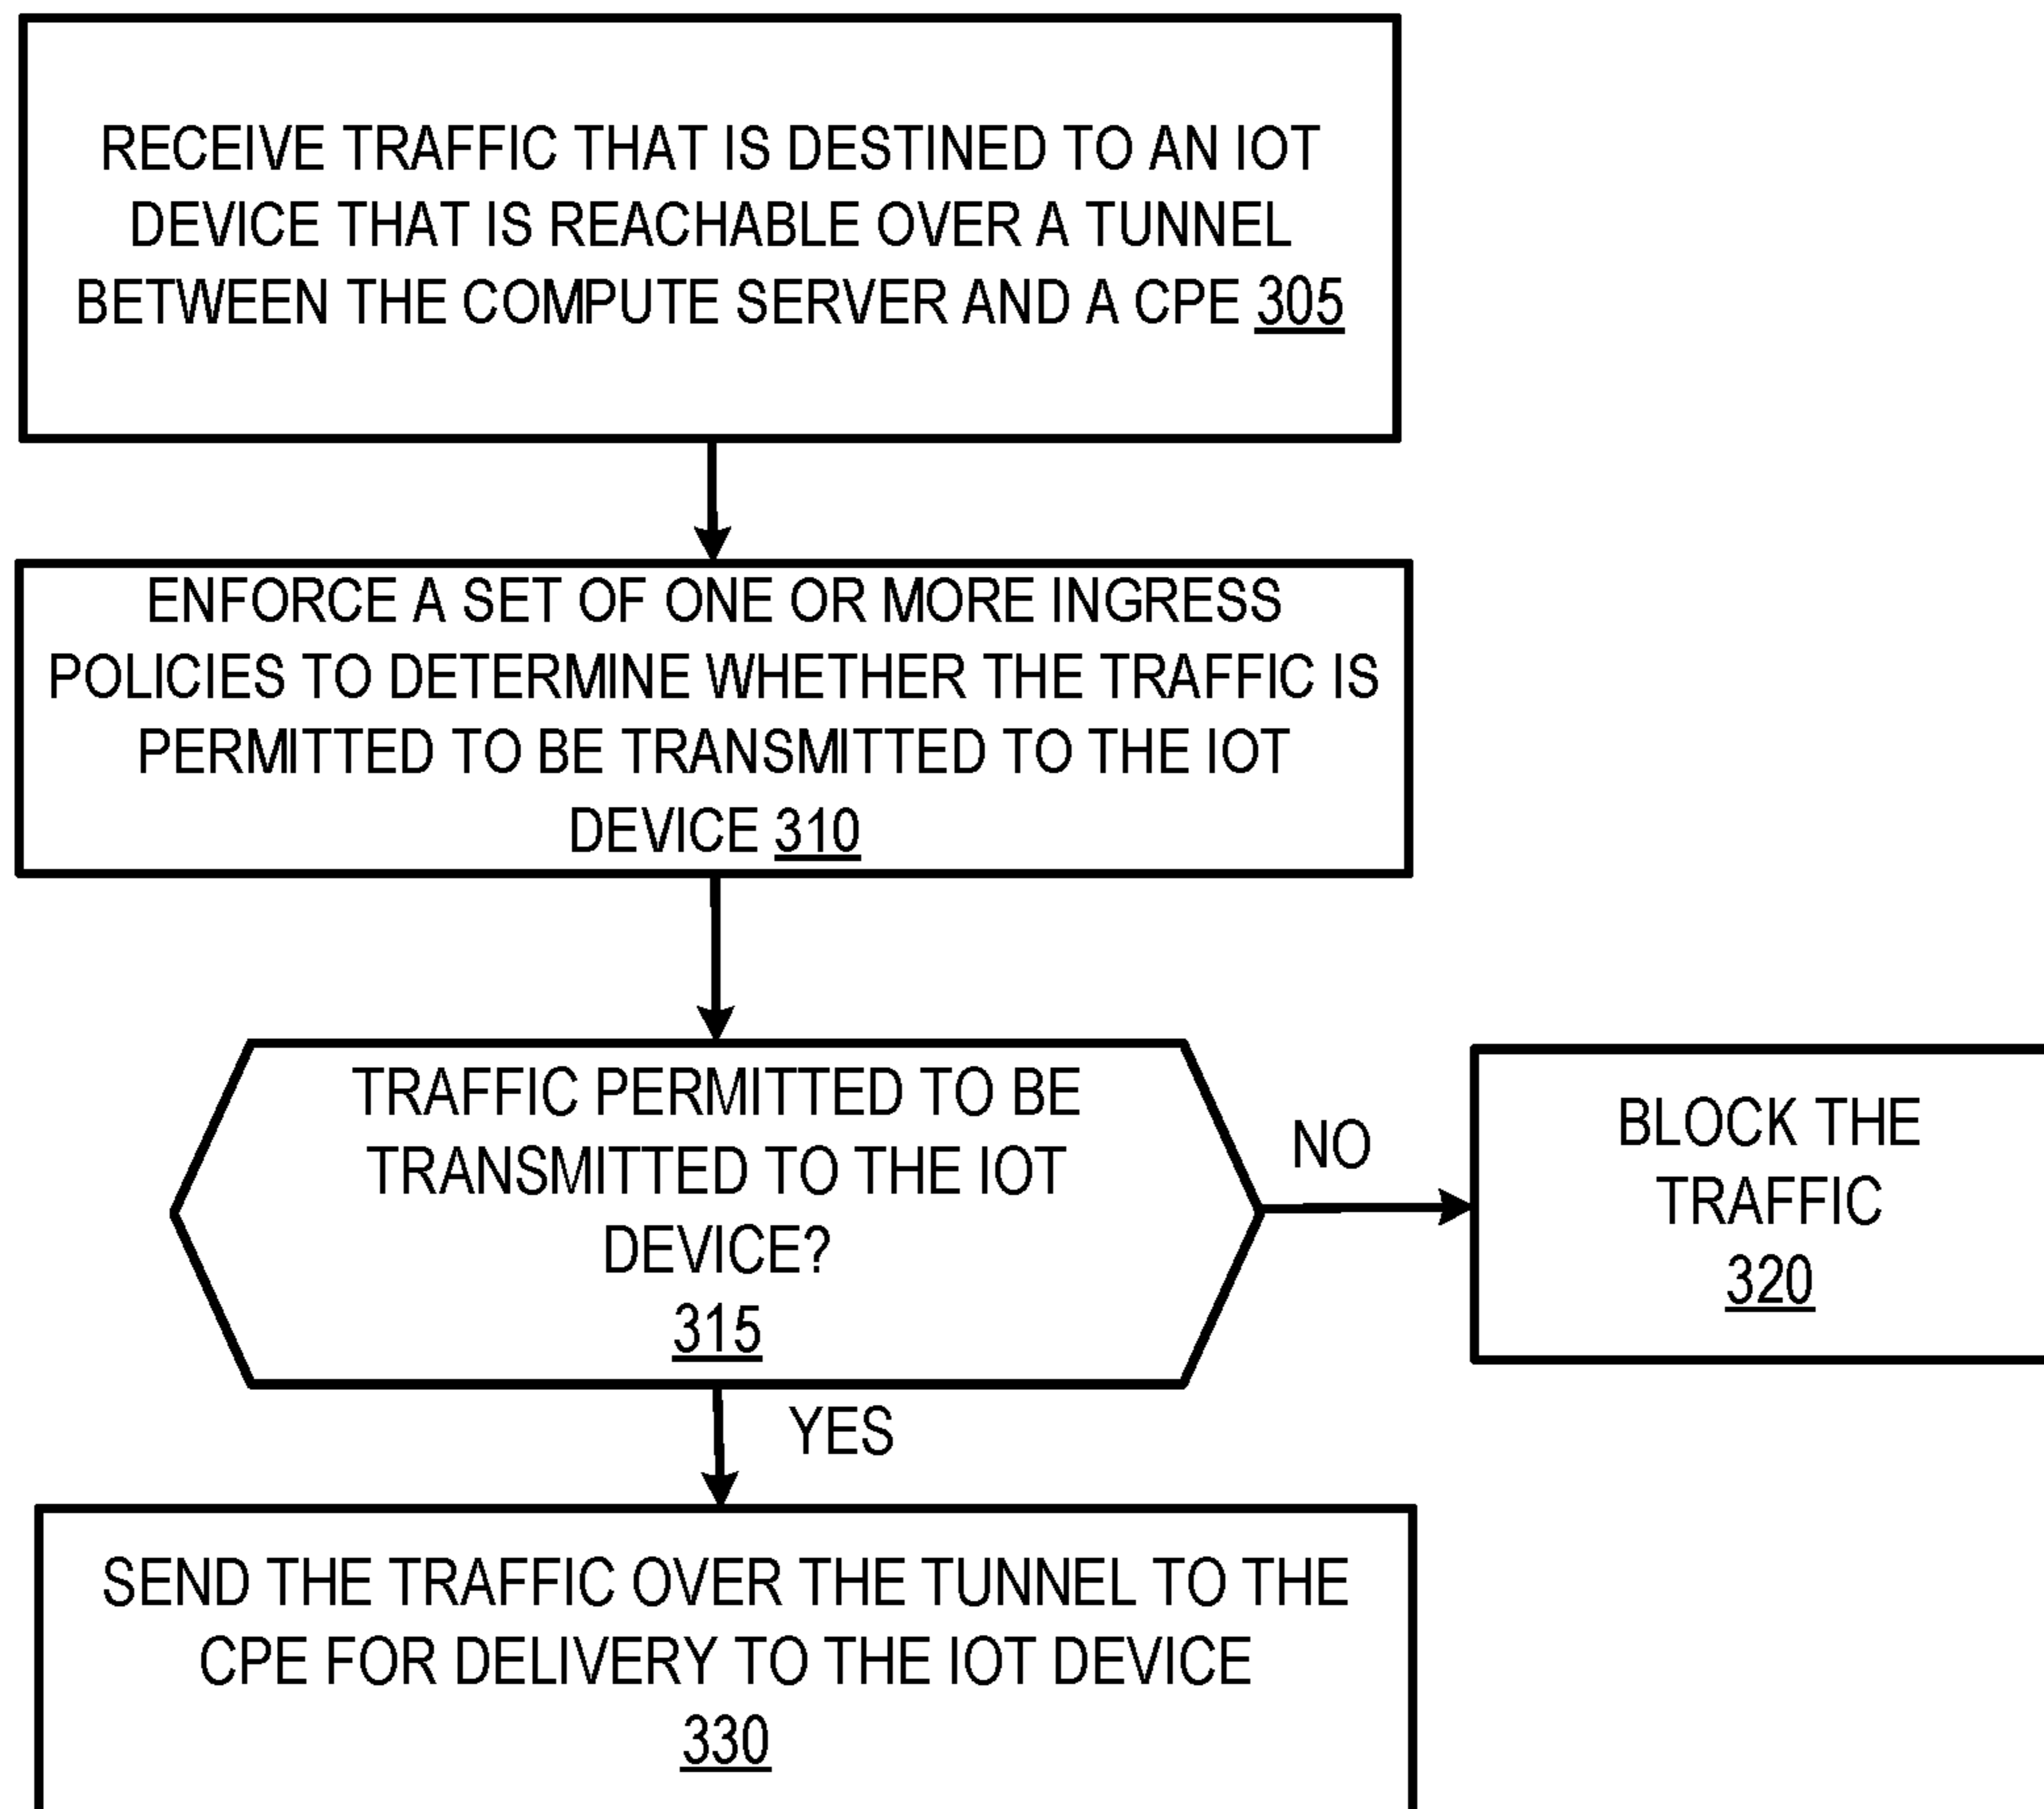 RECEIVE TRAFFIC THAT IS DESTINED TO AN IOT
DEVICE THAT IS REACHABLE OVER A TUNNEL
BETWEEN THE COMPUTE SERVER AND A CPE 305
ENFORCE A SET OF ONE OR MORE INGRESS
POLICIES TO DETERMINE WHETHER THE TRAFFIC IS
PERMITTED TO BE TRANSMITTED TO THE IOT
DEVICE 310
TRAFFIC PERMITTED TO BE
TRANSMITTED TO THE IOT
DEVICE?
315
NO
BLOCK THE
TRAFFIC
320
YES
SEND THE TRAFFIC OVER THE TUNNEL TO THE
CPE FOR DELIVERY TO THE IOT DEVICE
330